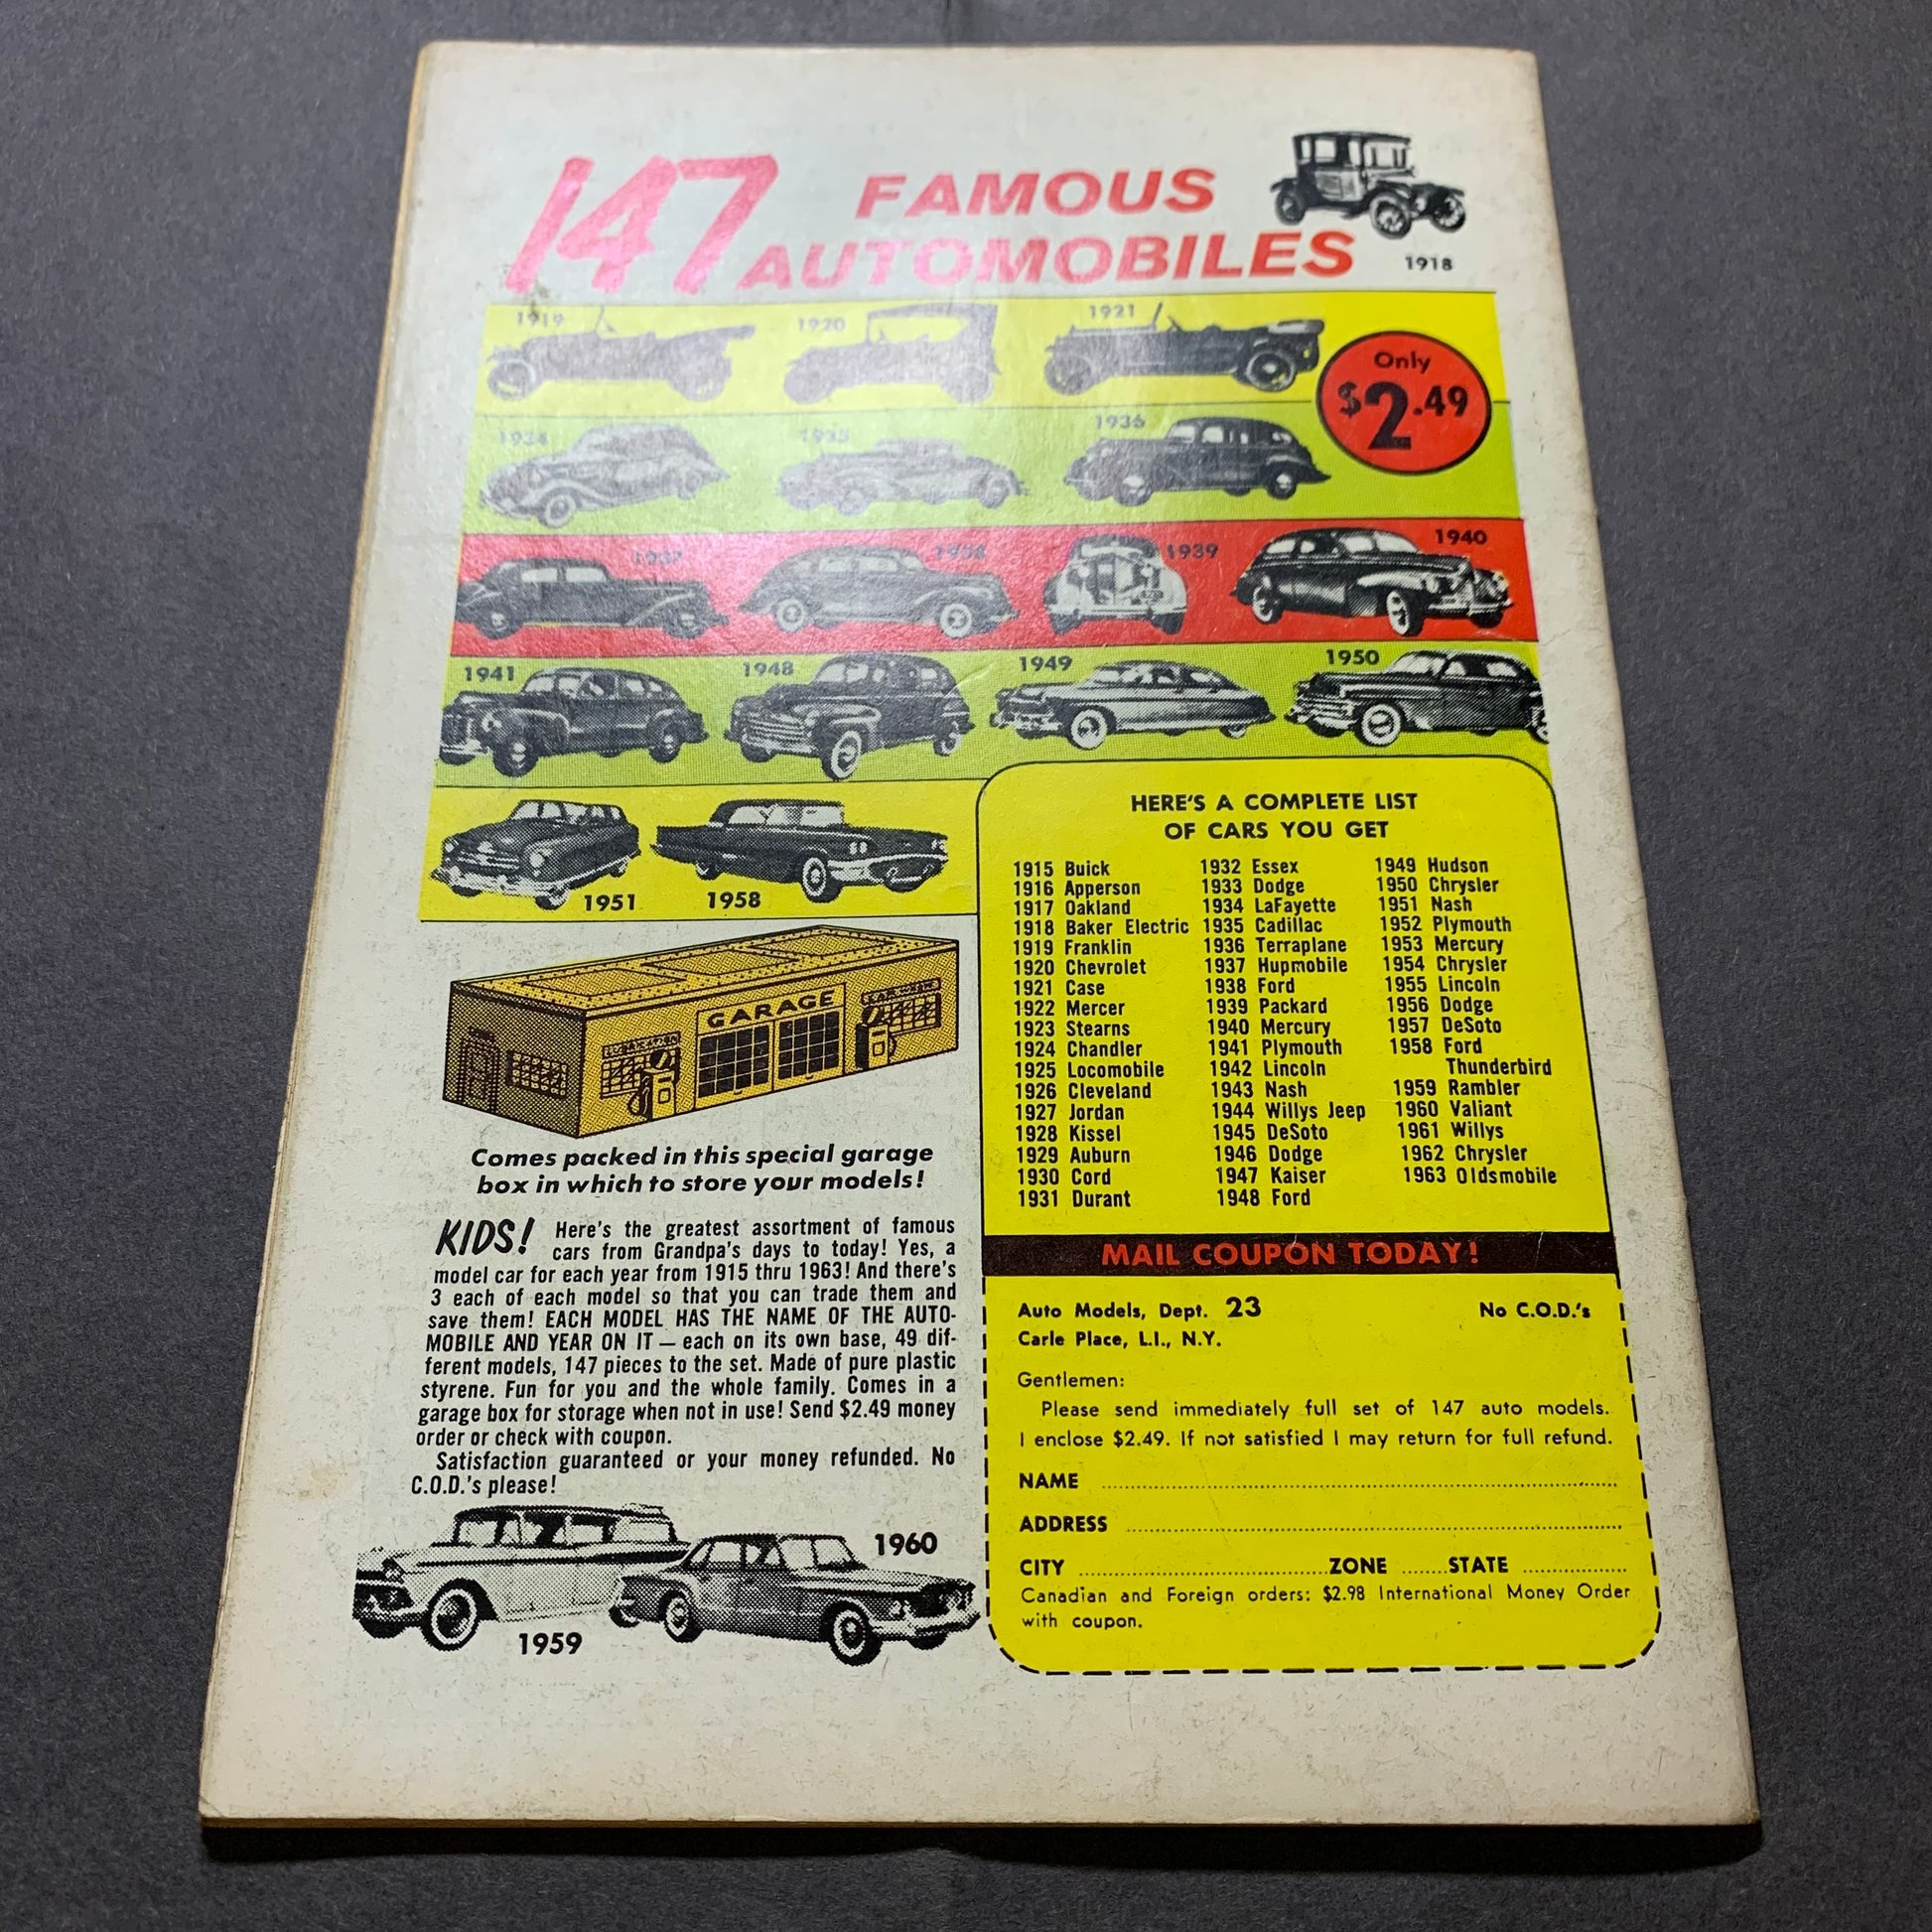 147 FAMOUS
AUTOMOBILES
1918
1919
1920
1921
Only
$2.49
1934
1935
1936
1937
1938
1939
1940
1941
1948
1949
1950
1951
1958
GARAGE
LUBRICATION
CAR WASH
Comes packed in this special garage
box in which to store your models!
KIDS! Here's the greatest assortment of famous
cars from Grandpa's days to today! Yes, a
model car for each year from 1915 thru 1963! And there's
3 each of each model so that you can trade them and
save them! EACH MODEL HAS THE NAME OF THE AUTO-
MOBILE AND YEAR ON IT — each on its own base, 49 dif-
ferent models, 147 pieces to the set. Made of pure plastic
styrene. Fun for you and the whole family. Comes in a
garage box for storage when not in use! Send $2.49 money
order or check with coupon.
Satisfaction guaranteed or your money refunded. No
C.O.D.'s please!
1959
1960
HERE'S A COMPLETE LIST
OF CARS YOU GET
1915 Buick
1916 Apperson
1917 Oakland
1918 Baker Electric
1919 Franklin
1920 Chevrolet
1921 Case
1922 Mercer
1923 Stearns
1924 Chandler
1925 Locomobile
1926 Cleveland
1927 Jordan
1928 Kissel
1929 Auburn
1930 Cord
1931 Durant
1932 Essex
1933 Dodge
1934 LaFayette
1935 Cadillac
1936 Terraplane
1937 Hupmobile
1938 Ford
1939 Packard
1940 Mercury
1941 Plymouth
1942 Lincoln
1943 Nash
1944 Willys Jeep
1945 DeSoto
1946 Dodge
1947 Kaiser
1948 Ford
1949 Hudson
1950 Chrysler
1951 Nash
1952 Plymouth
1953 Mercury
1954 Chrysler
1955 Lincoln
1956 Dodge
1957 DeSoto
1958 Ford
Thunderbird
1959 Rambler
1960 Valiant
1961 Willys
1962 Chrysler
1963 Oldsmobile
MAIL COUPON TODAY!
Auto Models, Dept. 23 No C.O.D.'s
Carle Place, L.I., N.Y.
Gentlemen:
Please send immediately full set of 147 auto models.
I enclose $2.49. If not satisfied I may return for full refund.
NAME
ADDRESS
CITY ZONE STATE
Canadian and Foreign orders: $2.98 International Money Order
with coupon.